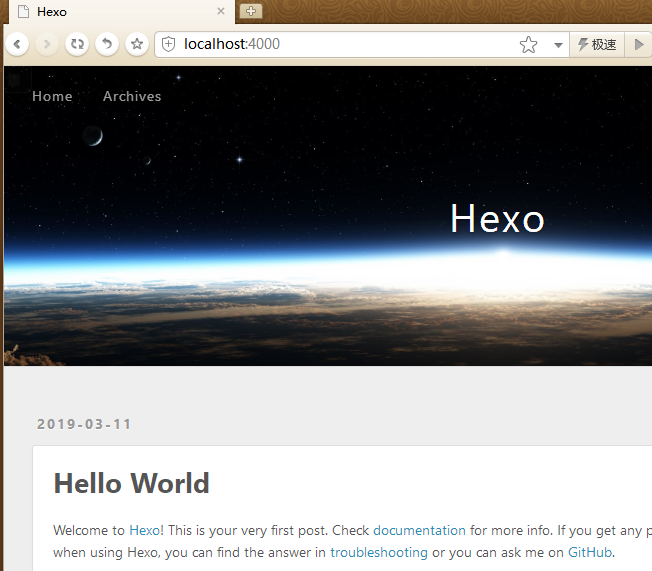 Hexo
localhost:4000
极速
Home Archives
Hexo
2019-03-11
Hello World
Welcome to Hexo! This is your very first post. Check documentation for more info. If you get any p
when using Hexo, you can find the answer in troubleshooting or you can ask me on GitHub.